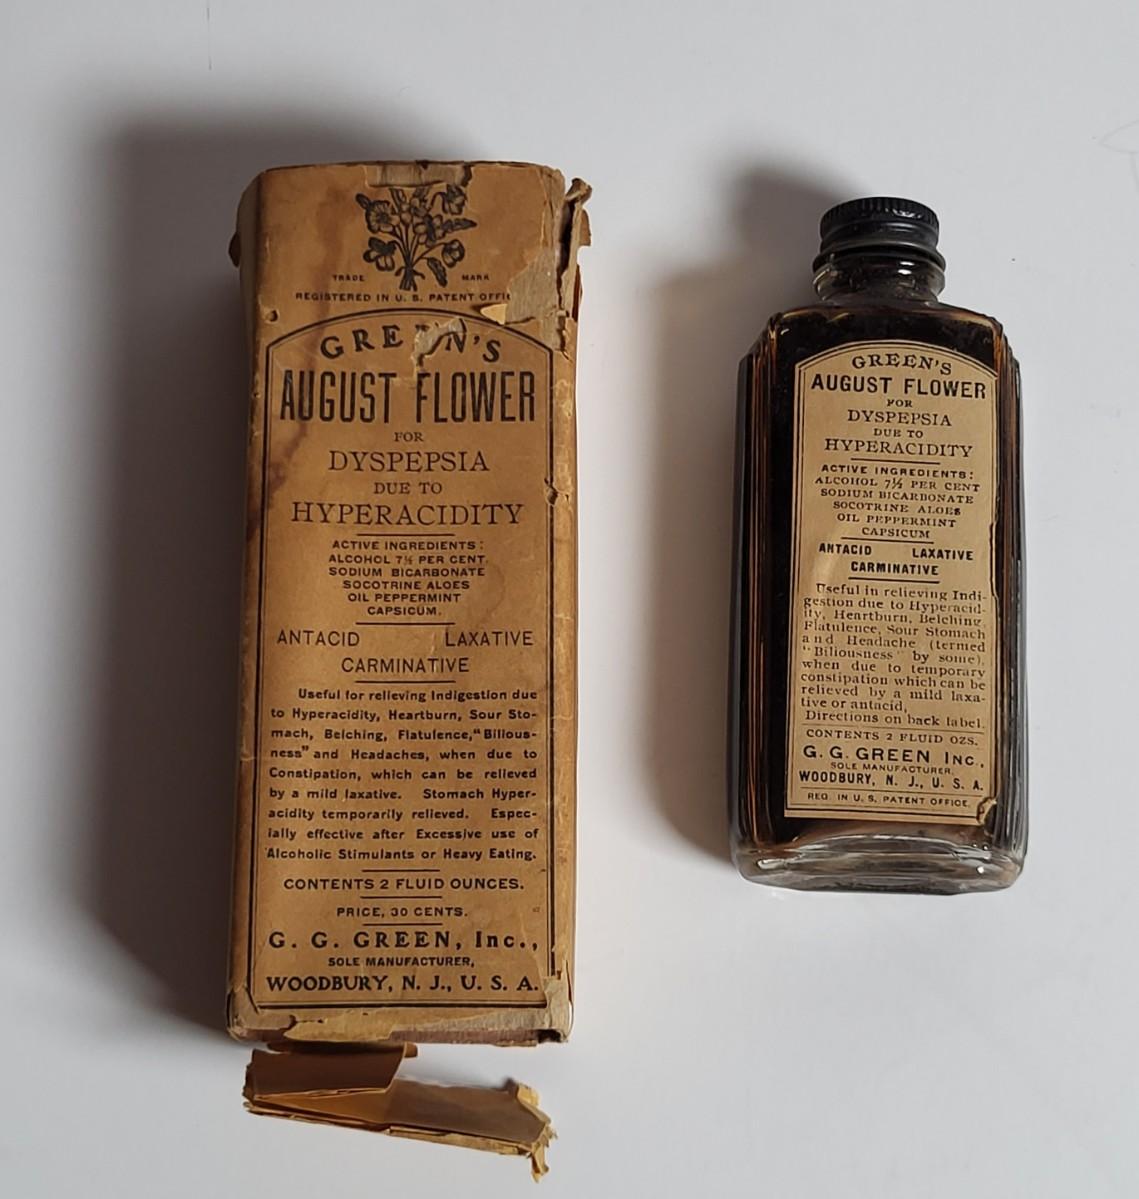 TRADE MARK
REGISTERED IN U. S. PATENT OFFIC
GREEN'S
AUGUST FLOWER
FOR
DYSPEPSIA
DUE TO
HYPERACIDITY
ACTIVE INGREDIENTS:
ALCOHOL 7½ PER CENT.
SODIUM BICARBONATE
SOCOTRINE ALOES
OIL PEPPERMINT
CAPSICUM.
ANTACID LAXATIVE
CARMINATIVE
Useful for relieving Indigestion due
to Hyperacidity, Heartburn, Sour Sto-
mach, Belching, Flatulence, "Bilious-
ness" and Headaches, when due to
Constipation, which can be relieved
by a mild laxative. Stomach Hyper-
acidity temporarily relieved. Espec-
ially effective after Excessive use of
Alcoholic Stimulants or Heavy Eating.
CONTENTS 2 FLUID OUNCES.
PRICE, 30 CENTS.
G. G. GREEN, Inc.,
SOLE MANUFACTURER,
WOODBURY, N. J., U. S. A.
GREEN'S
AUGUST FLOWER
FOR
DYSPEPSIA
DUE TO
HYPERACIDITY
ACTIVE INGREDIENTS:
ALCOHOL 7½ PER CENT
SODIUM BICARBONATE
SOCOTRINE ALOES
OIL PEPPERMINT
CAPSICUM
ANTACID LAXATIVE
CARMINATIVE
Useful in relieving Indi-
gestion due to Hyperacid-
ity, Heartburn, Belching,
Flatulence, Sour Stomach
and Headache (termed
"Biliousness" by some),
when due to temporary
constipation which can be
relieved by a mild laxa-
tive or antacid,
Directions on back label.
CONTENTS 2 FLUID OZS.
G. G. GREEN Inc.,
SOLE MANUFACTURER,
WOODBURY, N. J., U. S. A.
REG. IN U. S. PATENT OFFICE.